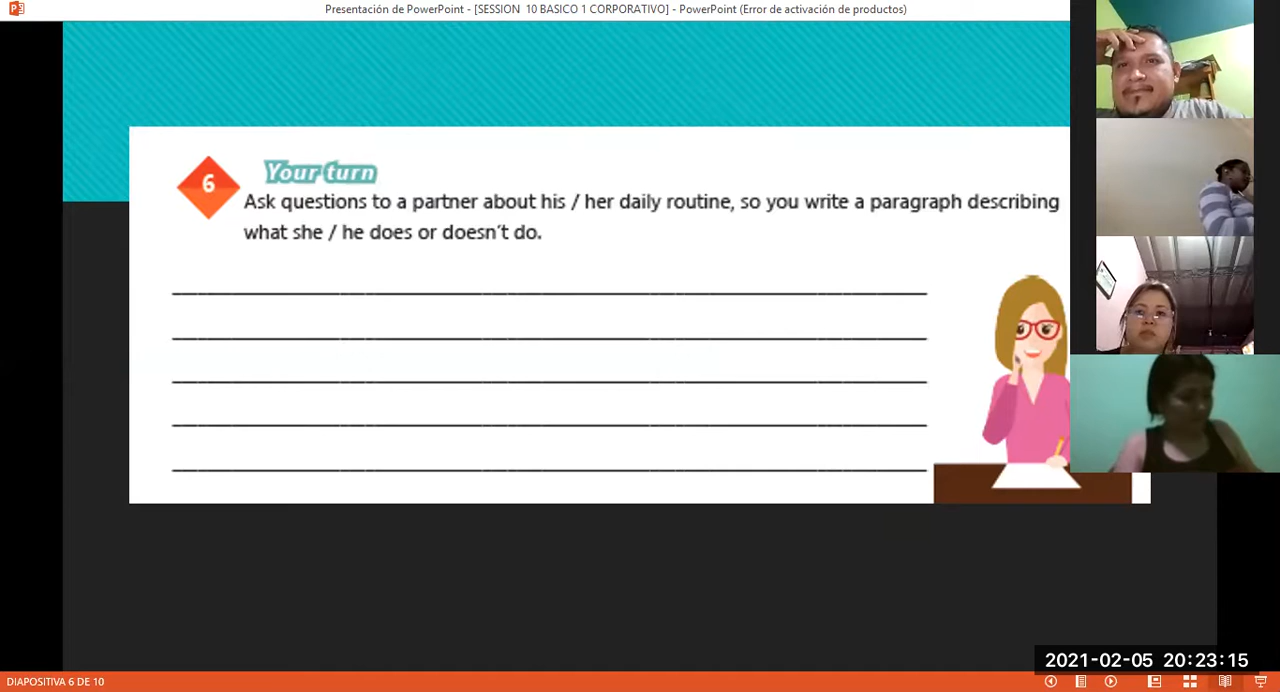 Presentación de PowerPoint - [SESSION 10 BASICO 1 CORPORATIVO] - PowerPoint (Error de activación de productos)
6
Your turn
Ask questions to a partner about his / her daily routine, so you write a paragraph describing
what she / he does or doesn´t do.
2021-02-05 20:23:15
DIAPOSITIVA 6 DE 10